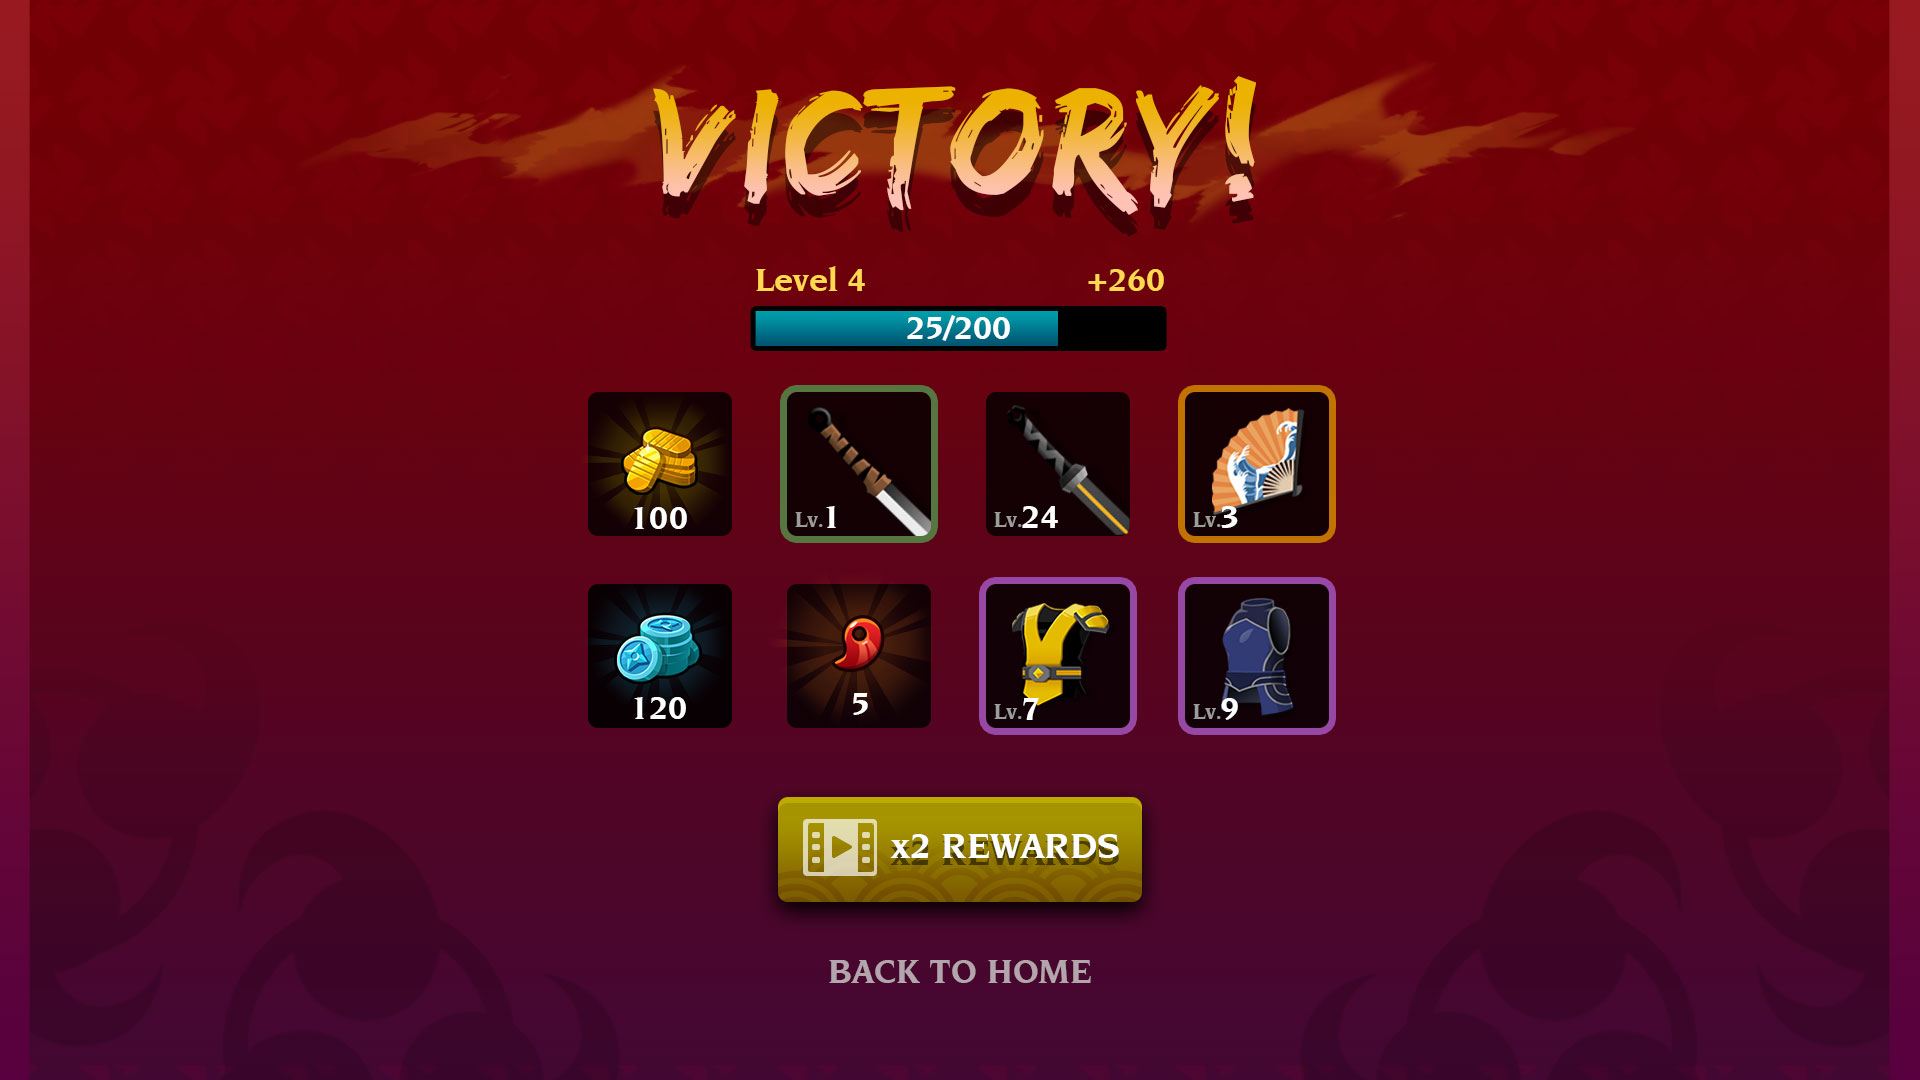 VICTORY!
Level 4 +260
25/200
100 Lv.1 Lv.24 Lv.3
120 5 Lv.7 Lv.9
x2 REWARDS
BACK TO HOME